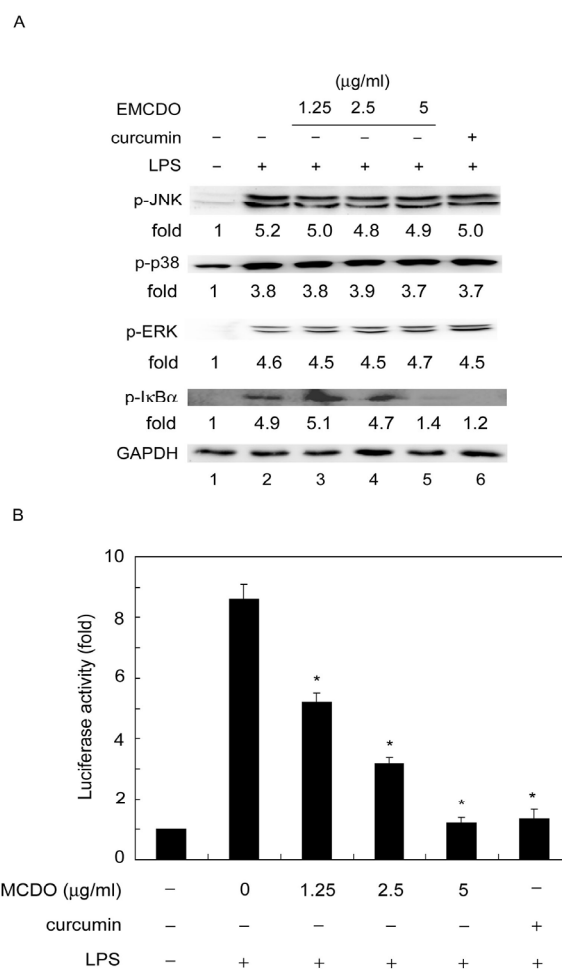 A
(μg/ml)
EMCDO 1.25 2.5 5
curcumin – – – – – +
LPS – + + + + +
p-JNK
fold 1 5.2 5.0 4.8 4.9 5.0
p-p38
fold 1 3.8 3.8 3.9 3.7 3.7
p-ERK
fold 1 4.6 4.5 4.5 4.7 4.5
p-IκBα
fold 1 4.9 5.1 4.7 1.4 1.2
GAPDH
1 2 3 4 5 6
B
Luciferase activity (fold)
10
8
6
4
2
0
* * * *
MCDO (μg/ml) – 0 1.25 2.5 5 –
curcumin – – – – – +
LPS – + + + + +